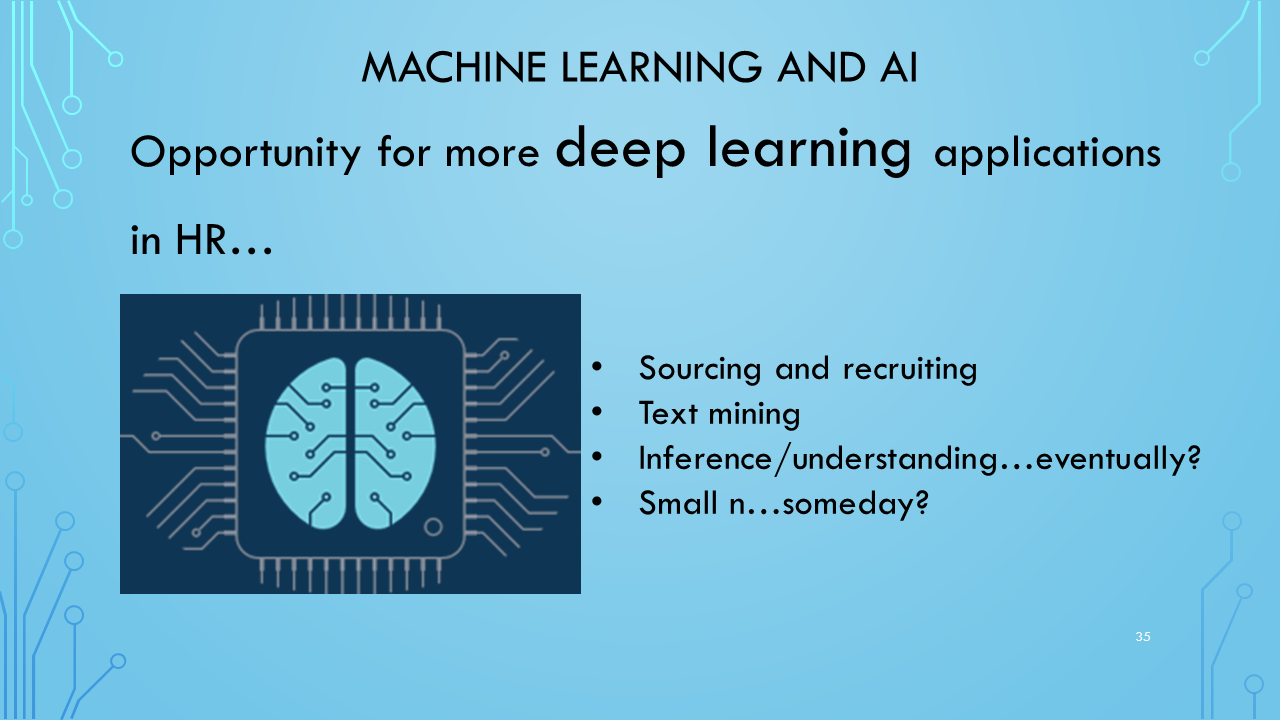 MACHINE LEARNING AND AI
Opportunity for more deep learning applications
in HR…
• Sourcing and recruiting
• Text mining
• Inference/understanding…eventually?
• Small n…someday?
35